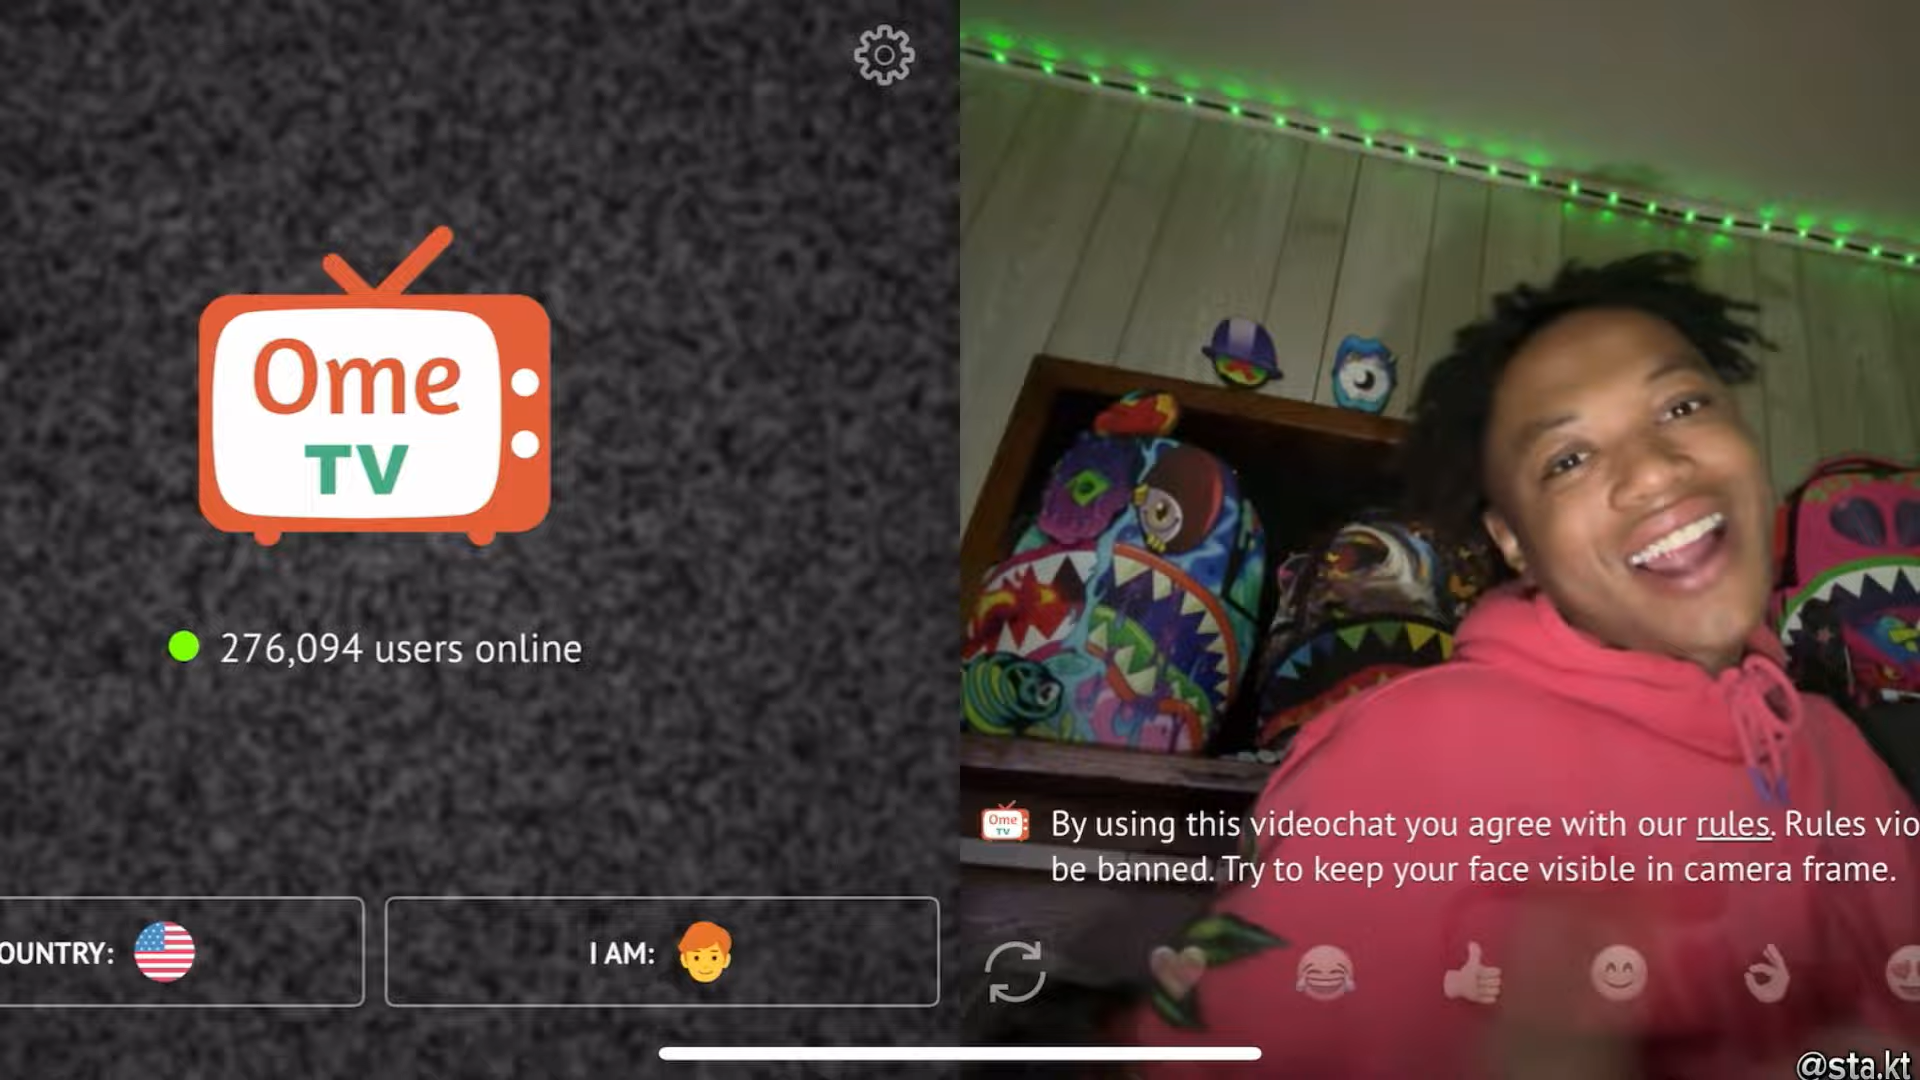 Ome
TV
276,094 users online
OUNTRY:
I AM:
Ome
TV
By using this videochat you agree with our rules. Rules vio
be banned. Try to keep your face visible in camera frame.
@sta.kt